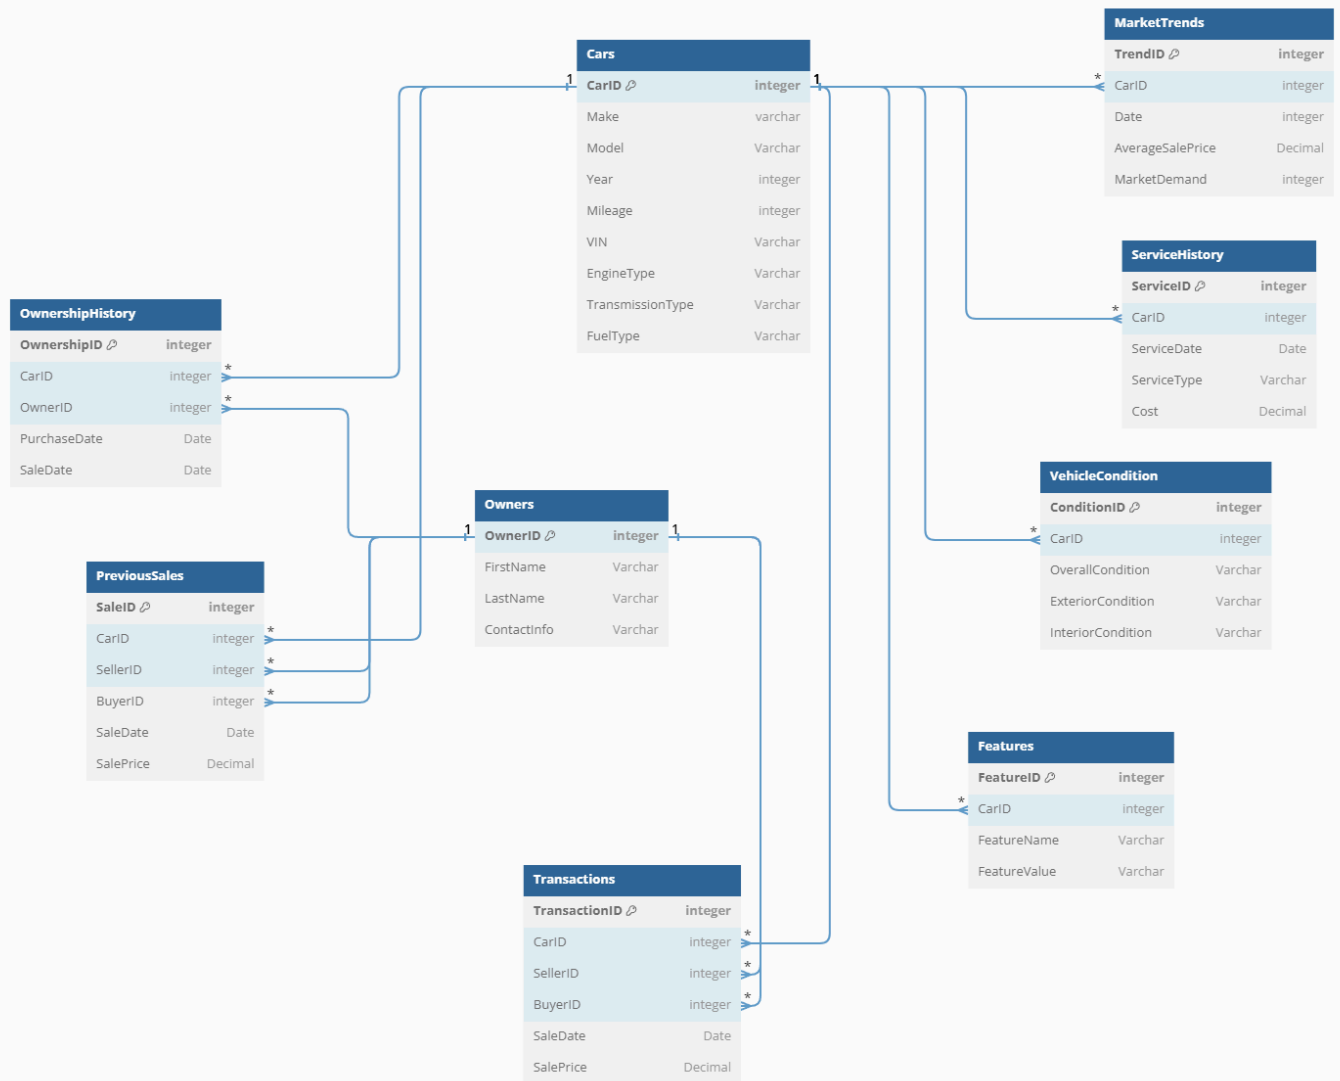 MarketTrends
TrendID integer
* CarID integer
Date integer
AverageSalePrice Decimal
MarketDemand integer
Cars
1 CarID integer 1
Make varchar
Model Varchar
Year integer
Mileage integer
VIN Varchar
EngineType Varchar
TransmissionType Varchar
FuelType Varchar
ServiceHistory
ServiceID integer
* CarID integer
ServiceDate Date
ServiceType Varchar
Cost Decimal
OwnershipHistory
OwnershipID integer
CarID integer *
OwnerID integer *
PurchaseDate Date
SaleDate Date
VehicleCondition
ConditionID integer
* CarID integer
OverallCondition Varchar
ExteriorCondition Varchar
InteriorCondition Varchar
Owners
1 OwnerID integer 1
FirstName Varchar
LastName Varchar
ContactInfo Varchar
PreviousSales
SaleID integer
CarID integer *
SellerID integer *
BuyerID integer *
SaleDate Date
SalePrice Decimal
Features
FeatureID integer
* CarID integer
FeatureName Varchar
FeatureValue Varchar
Transactions
TransactionID integer
CarID integer *
SellerID integer *
BuyerID integer *
SaleDate Date
SalePrice Decimal